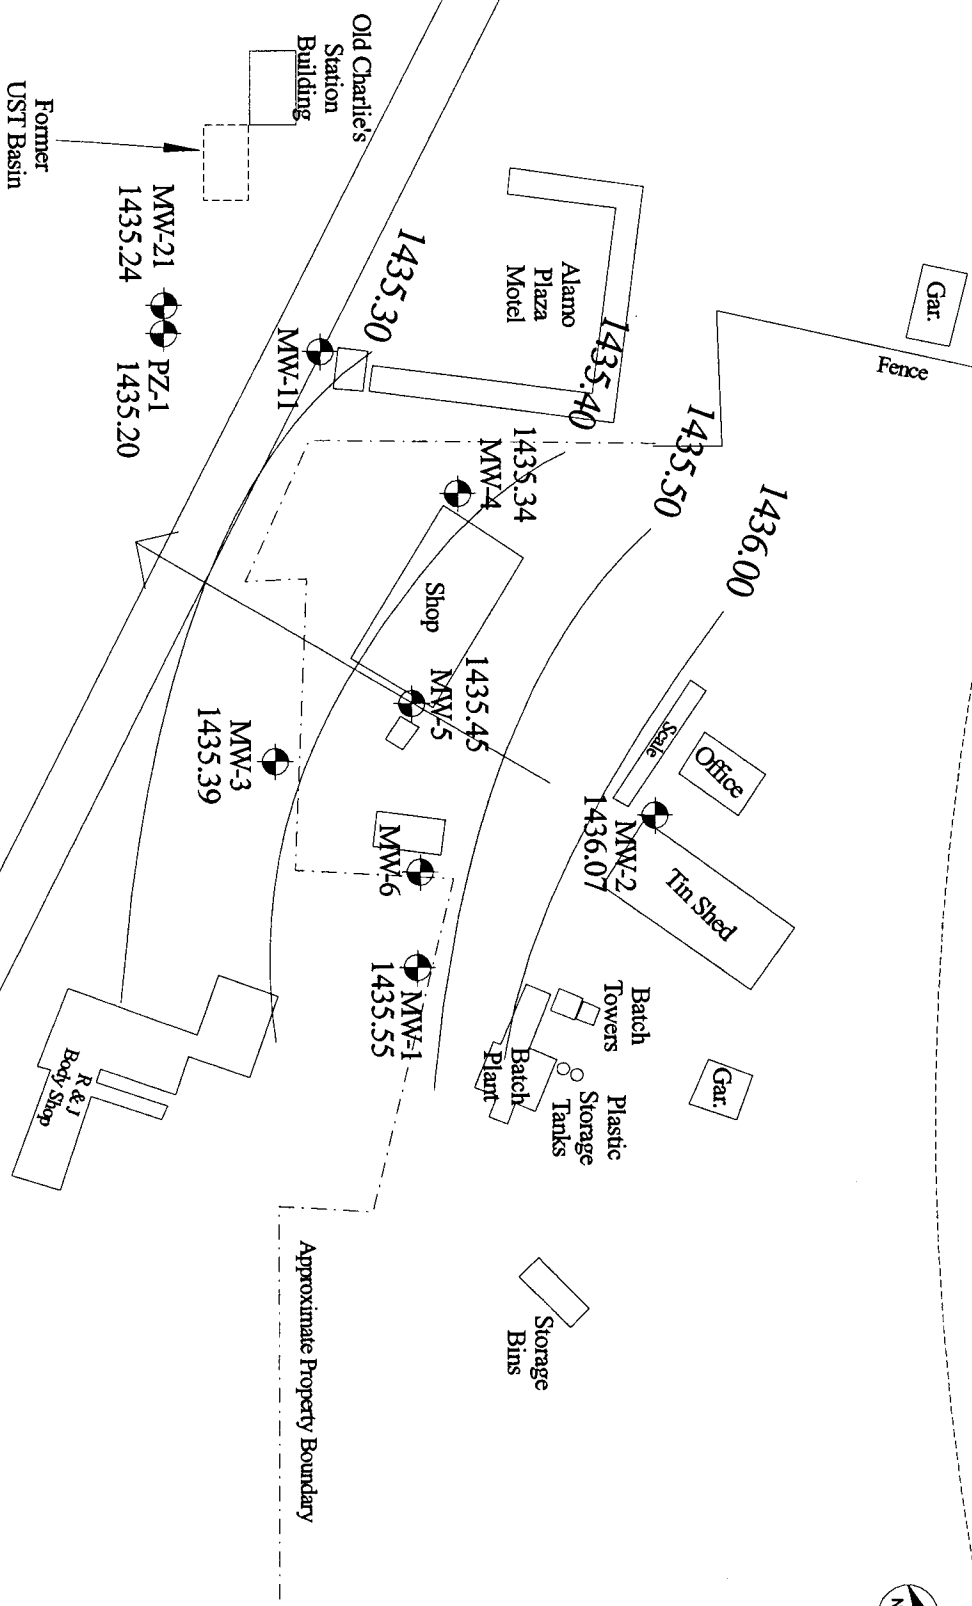 Gar.
Fence
Old Charlie's
Station
Building
Former
UST Basin
MW-21
1435.24
PZ-1
1435.20
Alamo
Plaza
Motel
1435.30
1435.40
1435.50
1436.00
MW-11
1435.34
MW-4
Shop
1435.45
MW-5
MW-3
1435.39
MW-6
MW-1
1435.55
Scale
Office
MW-2
1436.07
Tin Shed
Batch
Towers
Batch
Plant
Plastic
Storage
Tanks
Gar.
R & J
Body Shop
Storage
Bins
Approximate Property Boundary
N